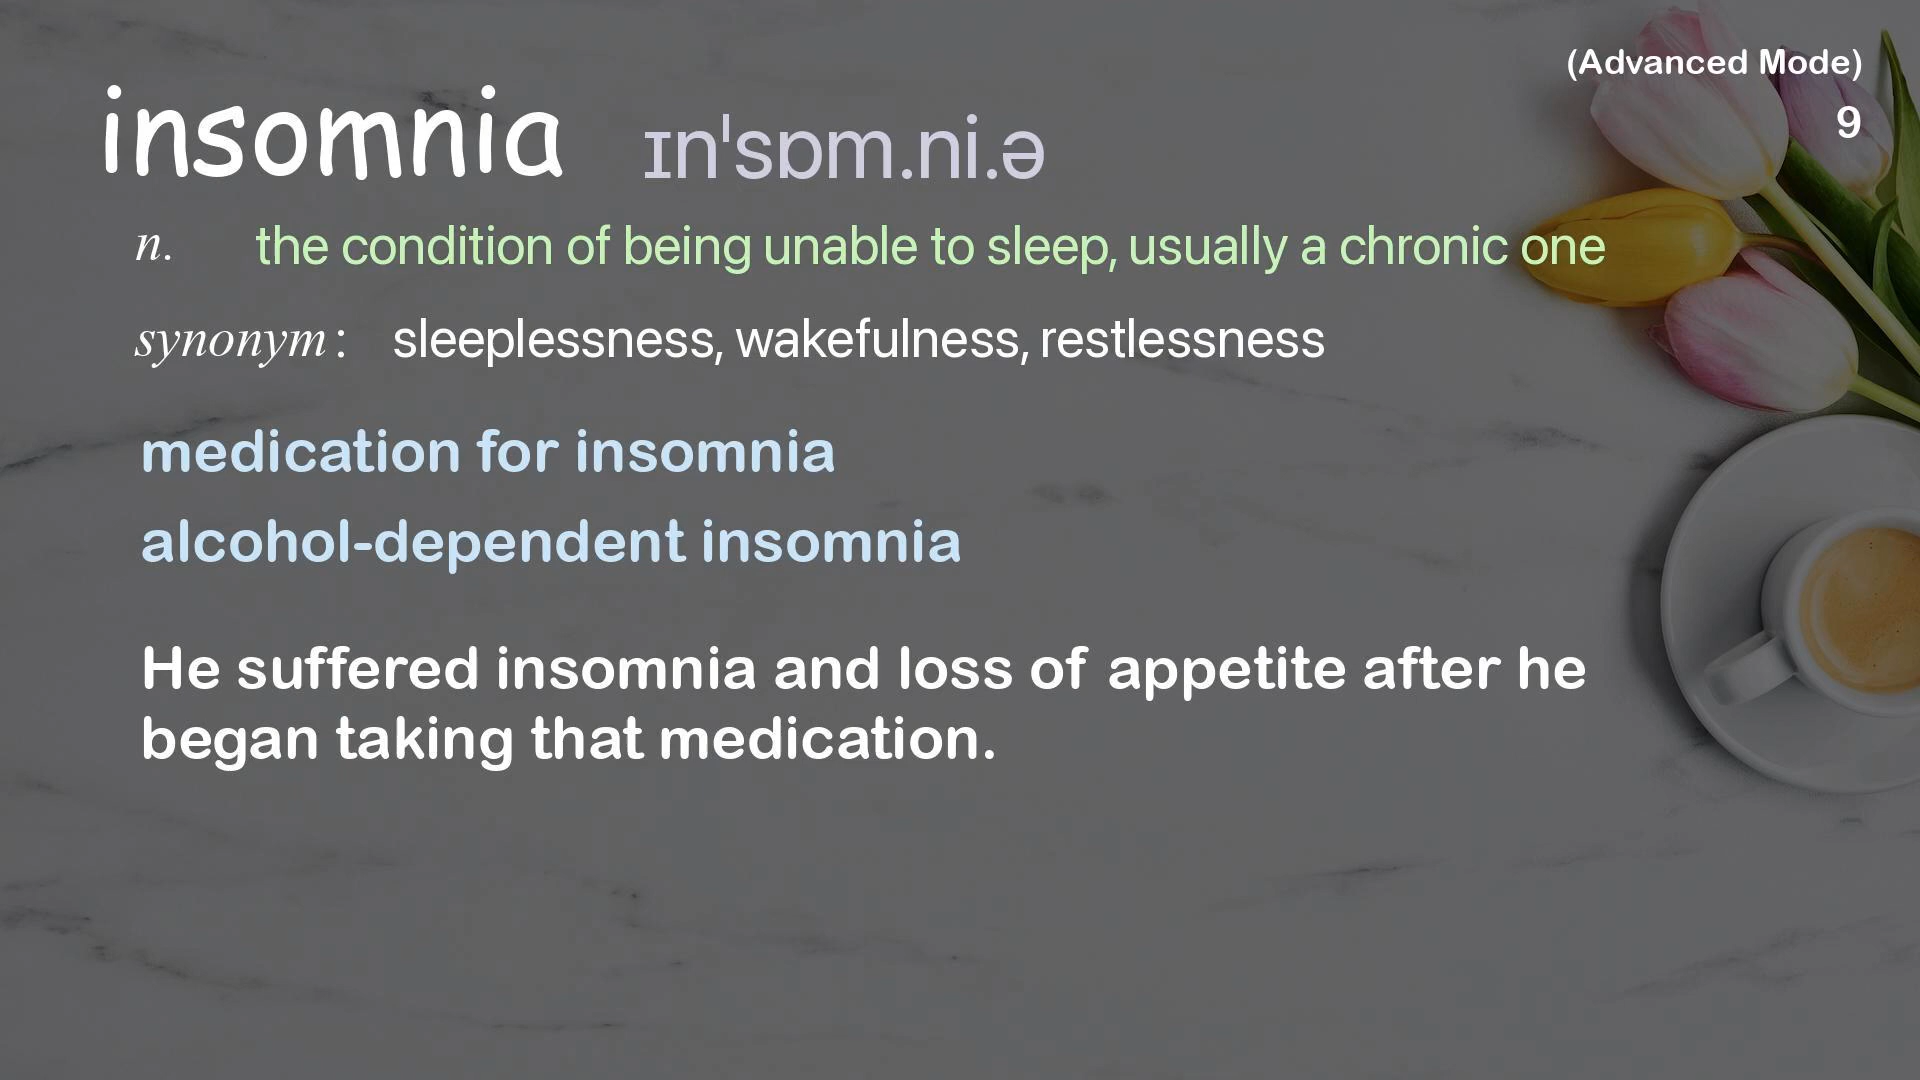 (Advanced Mode)
9
insomnia ɪnˈsɒm.ni.ə
n. the condition of being unable to sleep, usually a chronic one
synonym: sleeplessness, wakefulness, restlessness
medication for insomnia
alcohol-dependent insomnia
He suffered insomnia and loss of appetite after he
began taking that medication.